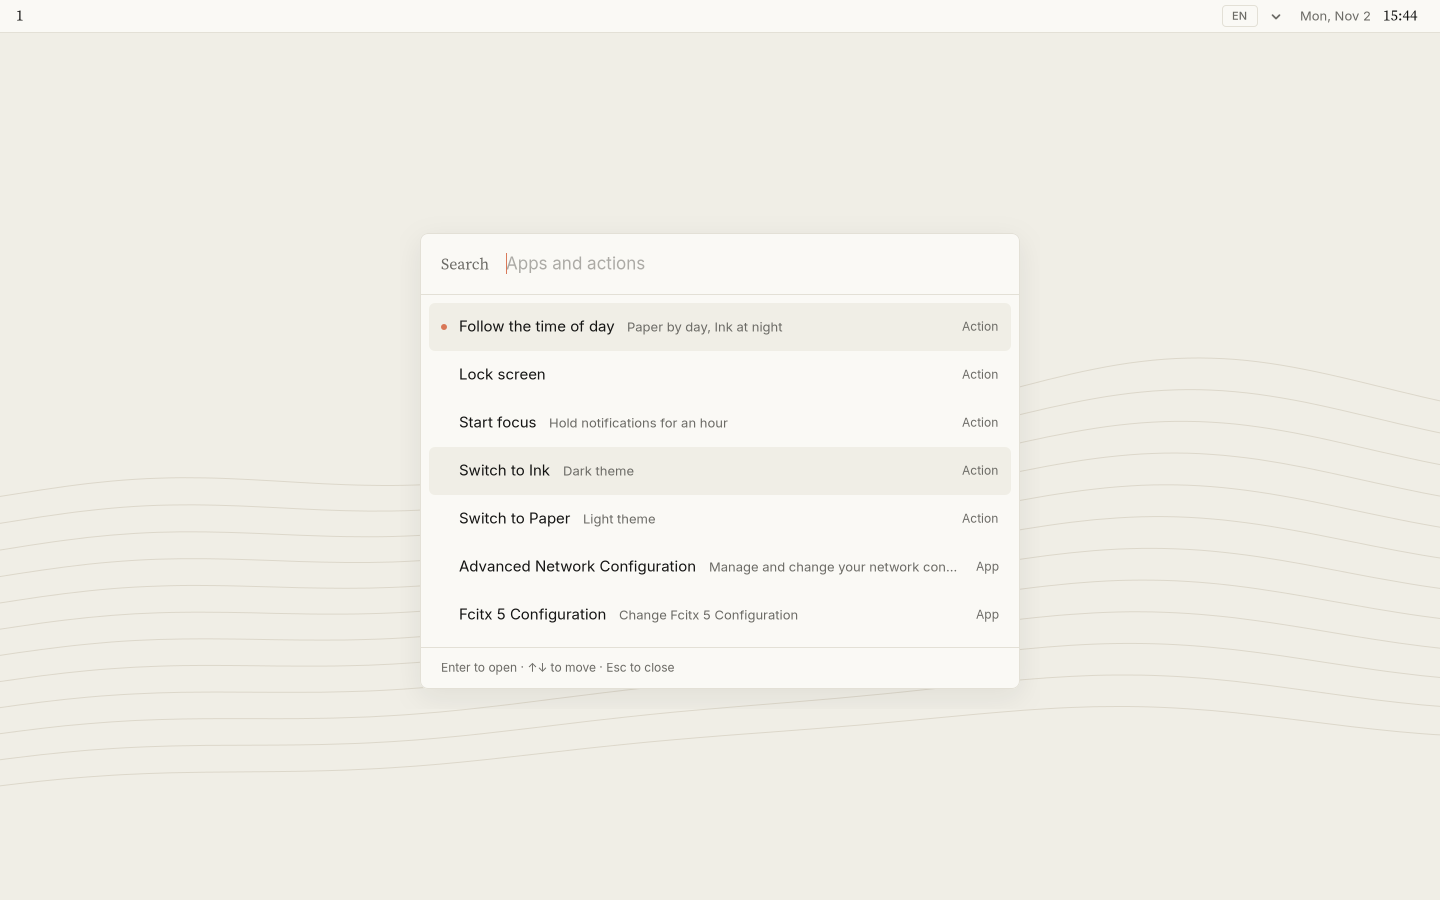 1
EN Mon, Nov 2 15:44
Search Apps and actions
Follow the time of day Paper by day, Ink at night Action
Lock screen Action
Start focus Hold notifications for an hour Action
Switch to Ink Dark theme Action
Switch to Paper Light theme Action
Advanced Network Configuration Manage and change your network con... App
Fcitx 5 Configuration Change Fcitx 5 Configuration App
Enter to open · ↑↓ to move · Esc to close